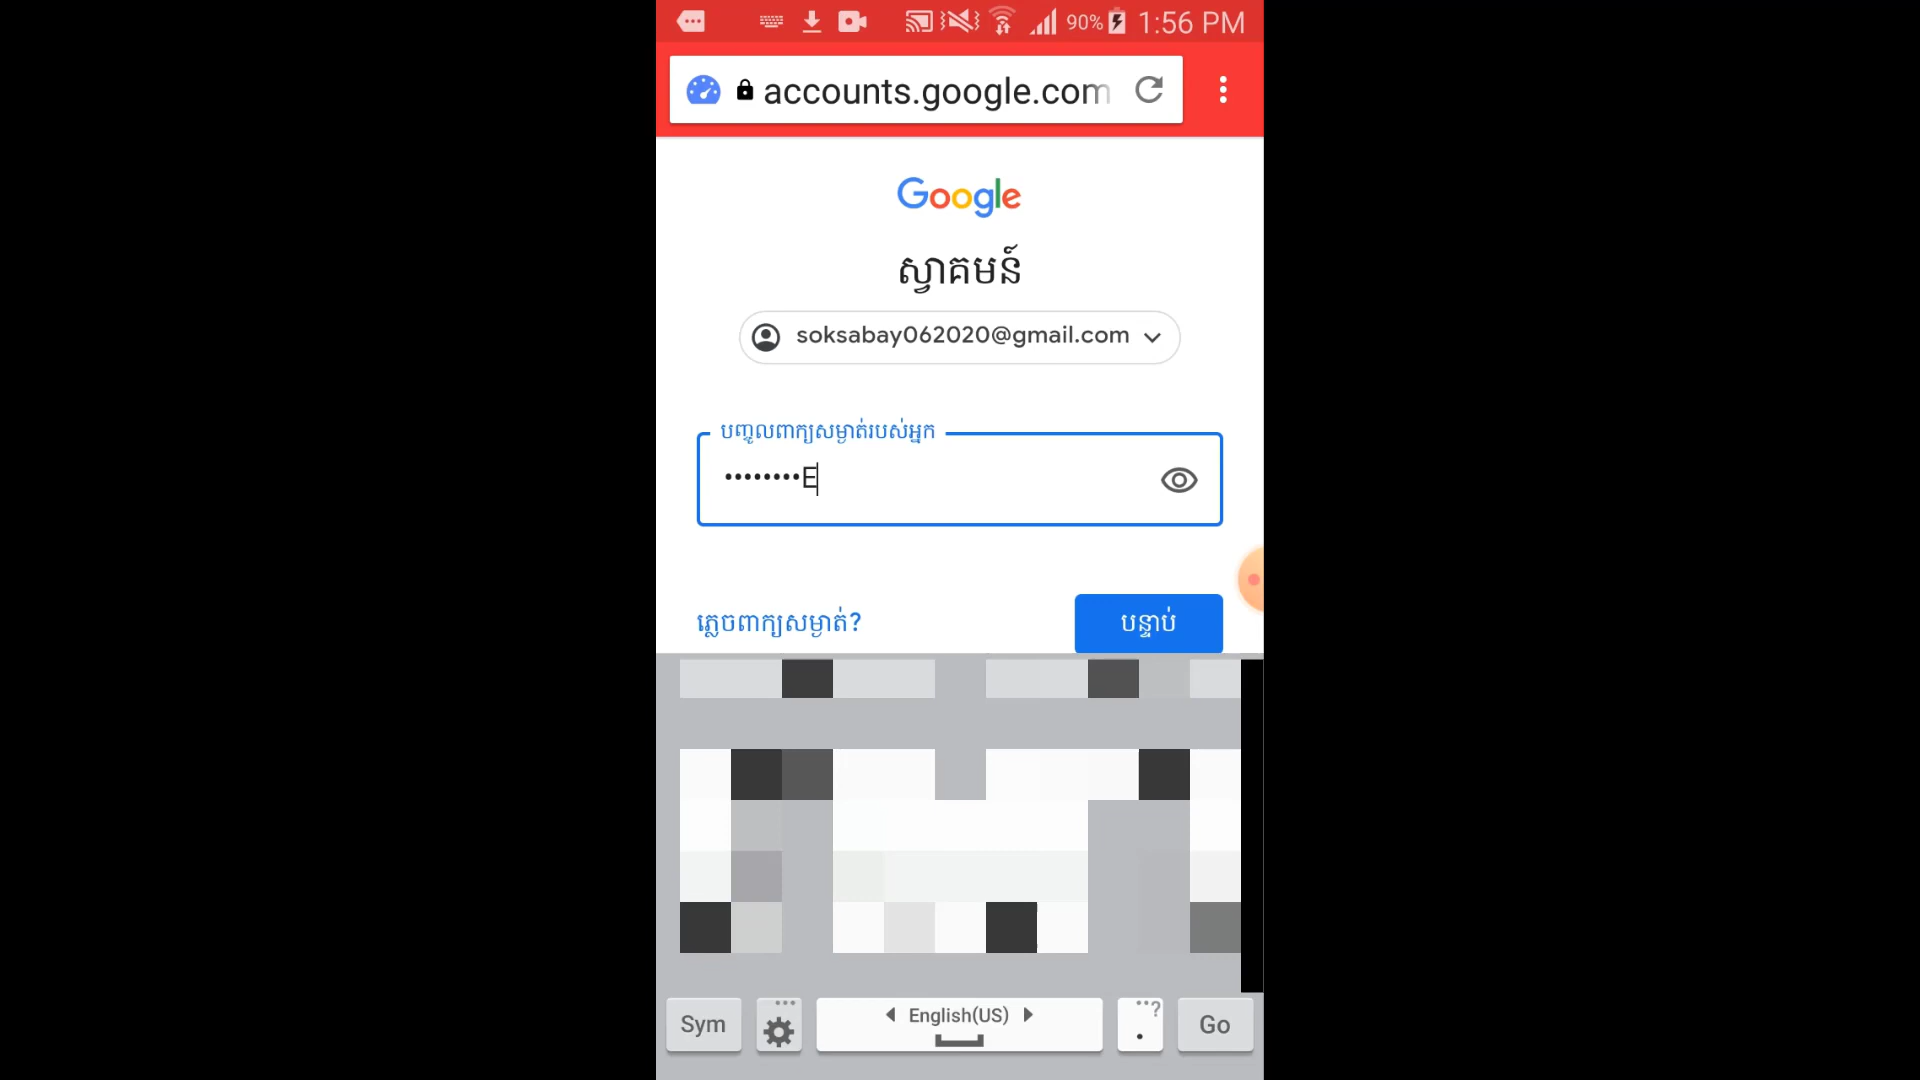 90% 1:56 PM
accounts.google.com
Google
ស្វាគមន៍
soksabay062020@gmail.com
បញ្ចូលពាក្យសម្ងាត់របស់អ្នក
••••••••E
ភ្លេចពាក្យសម្ងាត់?
បន្ទាប់
Sym
English(US)
?
.
Go